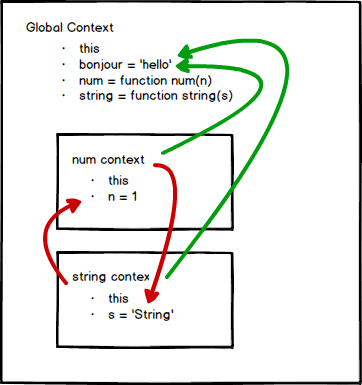 Global Context
· this
· bonjour = 'hello'
· num = function num(n)
· string = function string(s)
num context
· this
· n = 1
string contex
· this
· s = 'String'